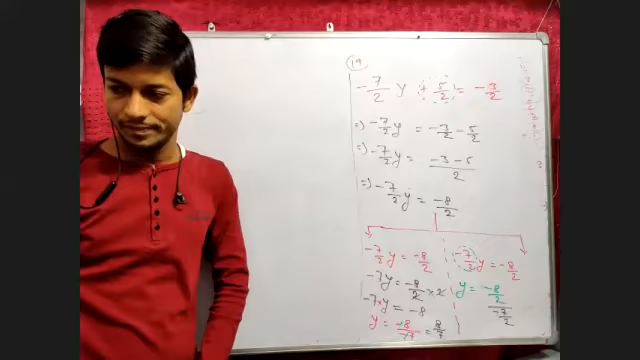 19
-7/2 y + 5/2 = -3/2
=) -7/2 y = -3/2 - 5/2
=) -7/2 y = -3-5/2
=) -7/2 y = -8/2
-7/2 y = -8/2
-7y = -8/2 × 2
-7×y = -8
y = -8/-7 = 8/7
-7/2 y = -8/2
y = -8/2 / -7/2